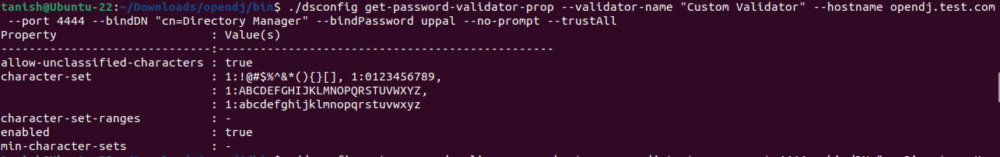 tanish@Ubuntu-22:~/Downloads/opendj/bin$ ./dsconfig get-password-validator-prop --validator-name "Custom Validator" --hostname opendj.test.com
--port 4444 --bindDN "cn=Directory Manager" --bindPassword uppal --no-prompt --trustAll
Property : Value(s)
------------------------------:-----------------------------------------------
allow-unclassified-characters : true
character-set : 1:!@#$%^&*(){}[], 1:0123456789,
: 1:ABCDEFGHIJKLMNOPQRSTUVWXYZ,
: 1:abcdefghijklmnopqrstuvwxyz
character-set-ranges : -
enabled : true
min-character-sets : -